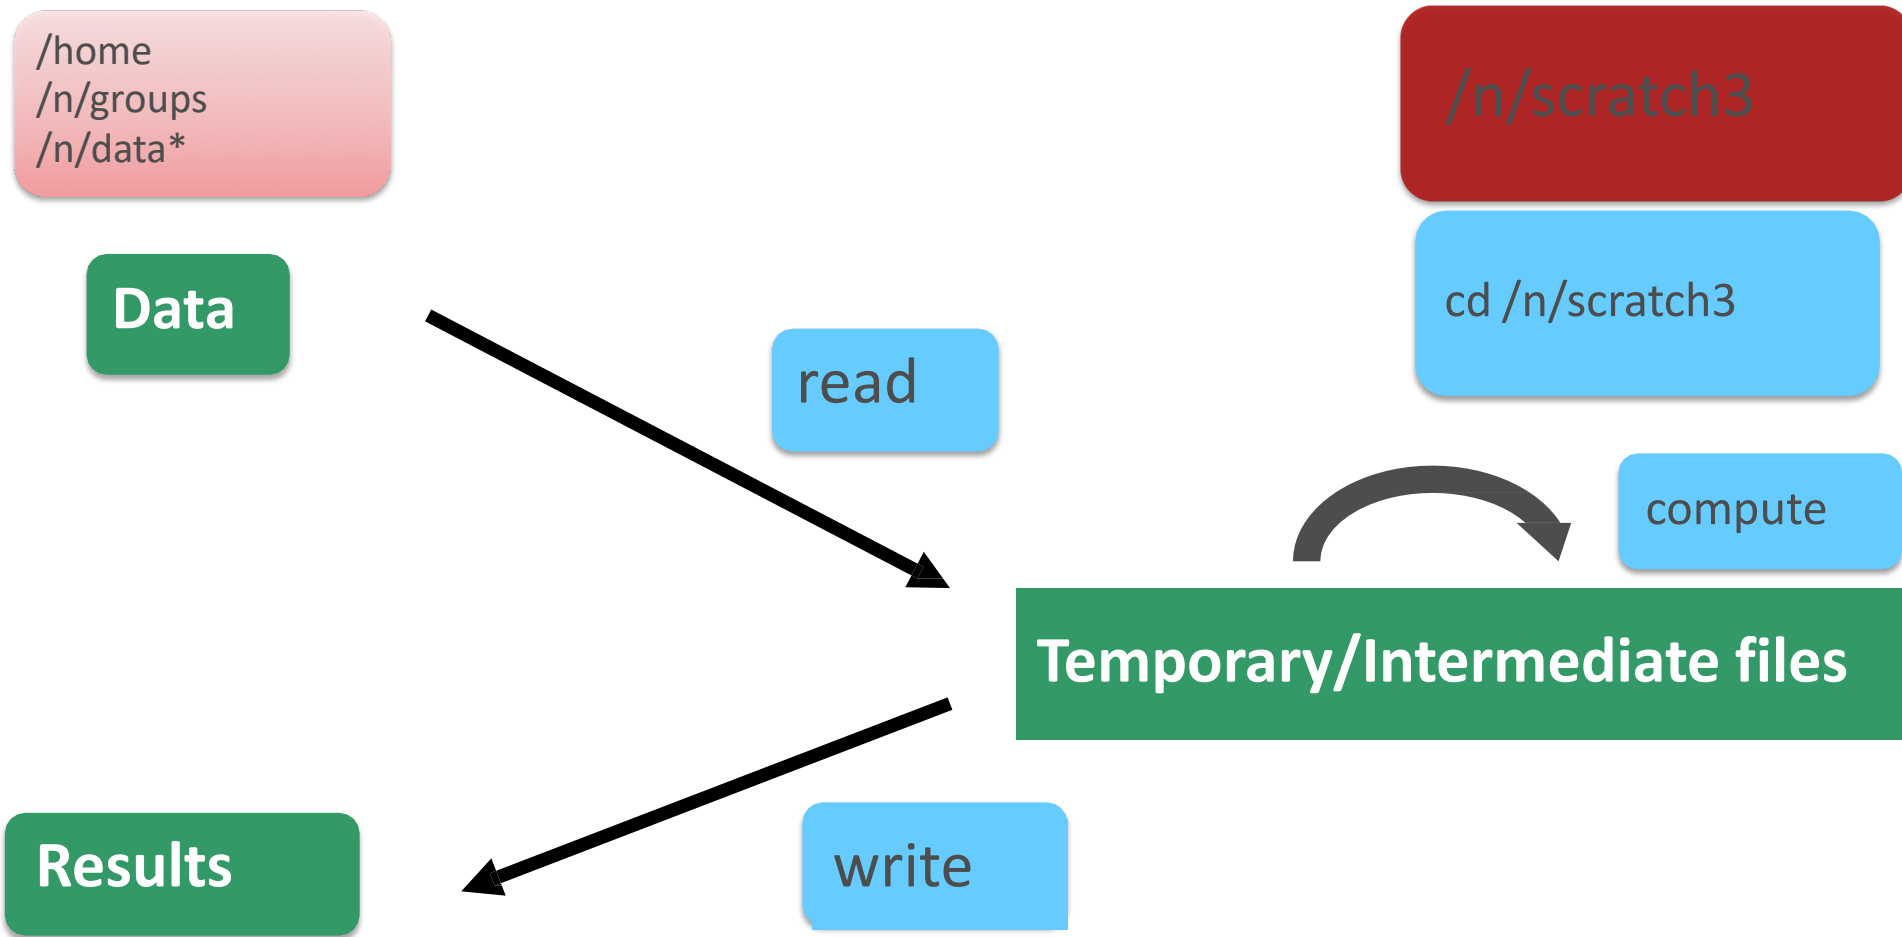 /home
/n/groups
/n/data*
/n/scratch3
Data
cd /n/scratch3
read
compute
Temporary/Intermediate files
Results
write